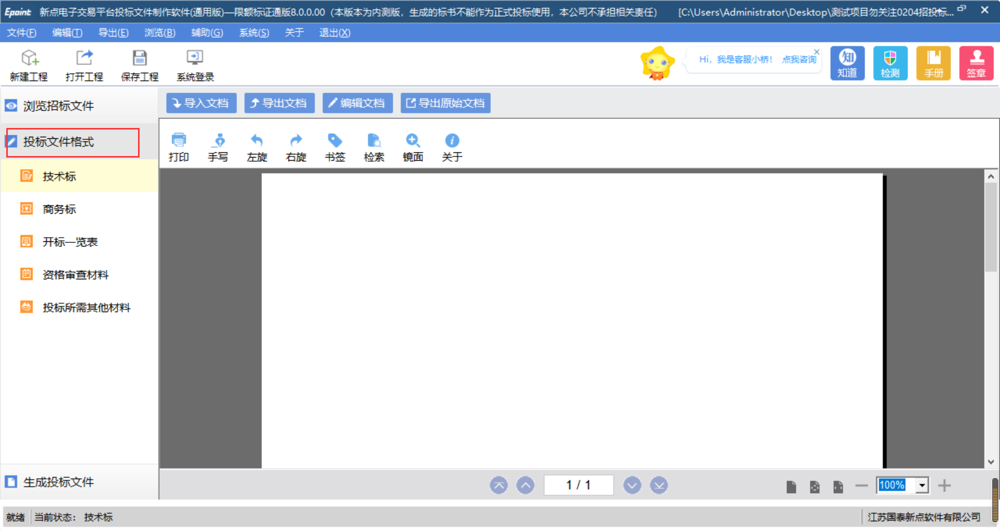 Epoint 新点电子交易平台投标文件制作软件(通用版)—限额标证通版8.0.0.00（本版本为内测版，生成的标书不能作为正式投标使用，本公司不承担相关责任） [C:\Users\Administrator\Desktop\测试项目勿关注0204招投标...
文件(F) 编辑(T) 导出(E) 浏览(B) 辅助(G) 系统(S) 关于 退出(X)
新建工程 打开工程 保存工程 系统登录
Hi，我是客服小桥！ 点我咨询
知
知道 检测 手册 签章
浏览招标文件
导入文档 导出文档 编辑文档 导出原始文档
投标文件格式
打印 手写 左旋 右旋 书签 检索 镜面 关于
技术标
商务标
开标一览表
资格审查材料
投标所需其他材料
生成投标文件
1 / 1
100%
就绪 当前状态： 技术标
江苏国泰新点软件有限公司